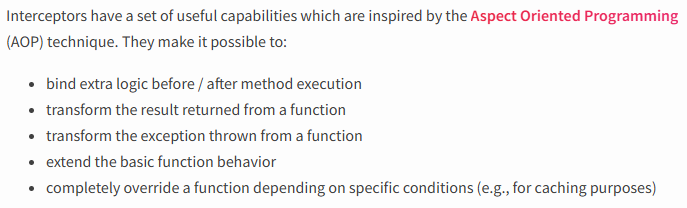 Interceptors have a set of useful capabilities which are inspired by the Aspect Oriented Programming
(AOP) technique. They make it possible to:
• bind extra logic before / after method execution
• transform the result returned from a function
• transform the exception thrown from a function
• extend the basic function behavior
• completely override a function depending on specific conditions (e.g., for caching purposes)